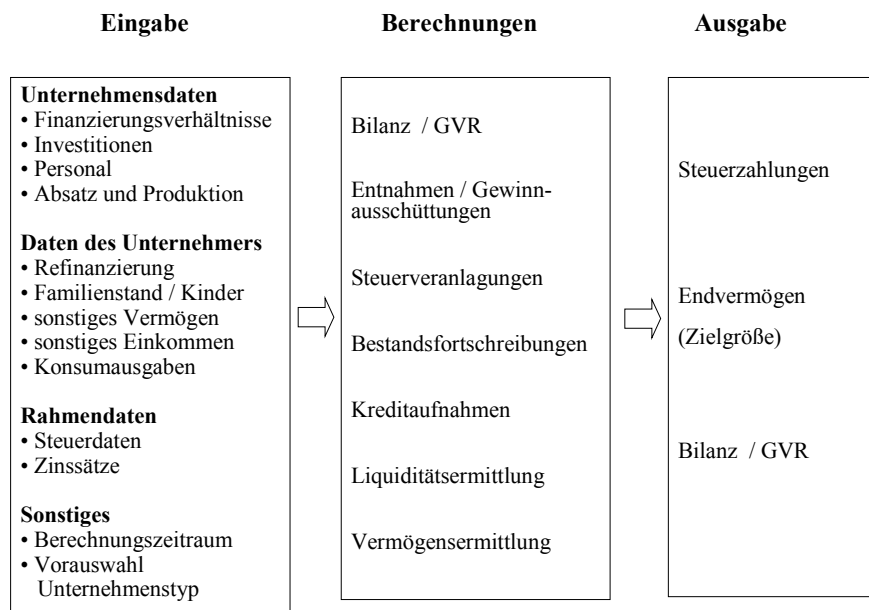 Eingabe
Berechnungen
Ausgabe
Unternehmensdaten
• Finanzierungsverhältnisse
• Investitionen
• Personal
• Absatz und Produktion
Daten des Unternehmers
• Refinanzierung
• Familienstand / Kinder
• sonstiges Vermögen
• sonstiges Einkommen
• Konsumausgaben
Rahmendaten
• Steuerdaten
• Zinssätze
Sonstiges
• Berechnungszeitraum
• Vorauswahl
Unternehmenstyp
Bilanz / GVR
Entnahmen / Gewinn-
ausschüttungen
Steuerveranlagungen
Bestandsfortschreibungen
Kreditaufnahmen
Liquiditätsermittlung
Vermögensermittlung
Steuerzahlungen
Endvermögen
(Zielgröße)
Bilanz / GVR